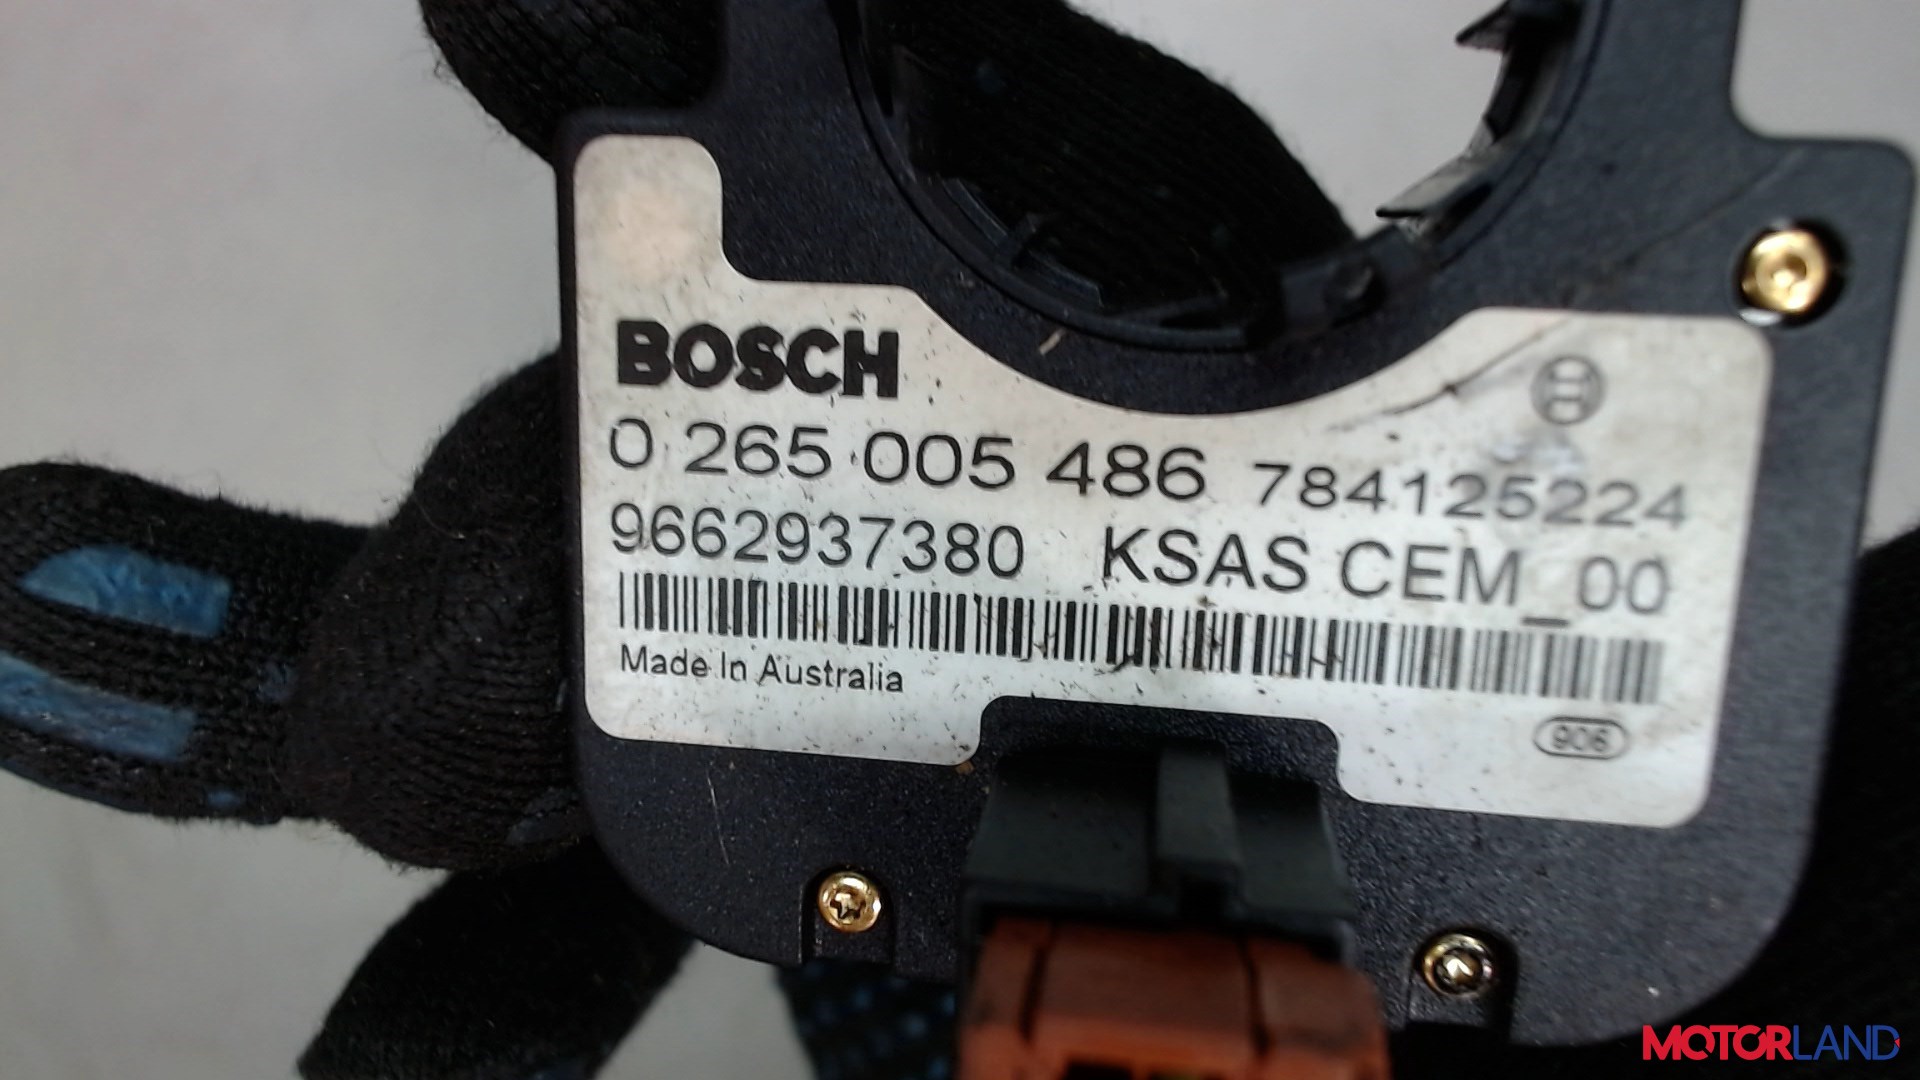 BOSCH
0 265 005 486 784125224
9662937380 KSAS CEM_00
Made In Australia
906
MOTORLAND